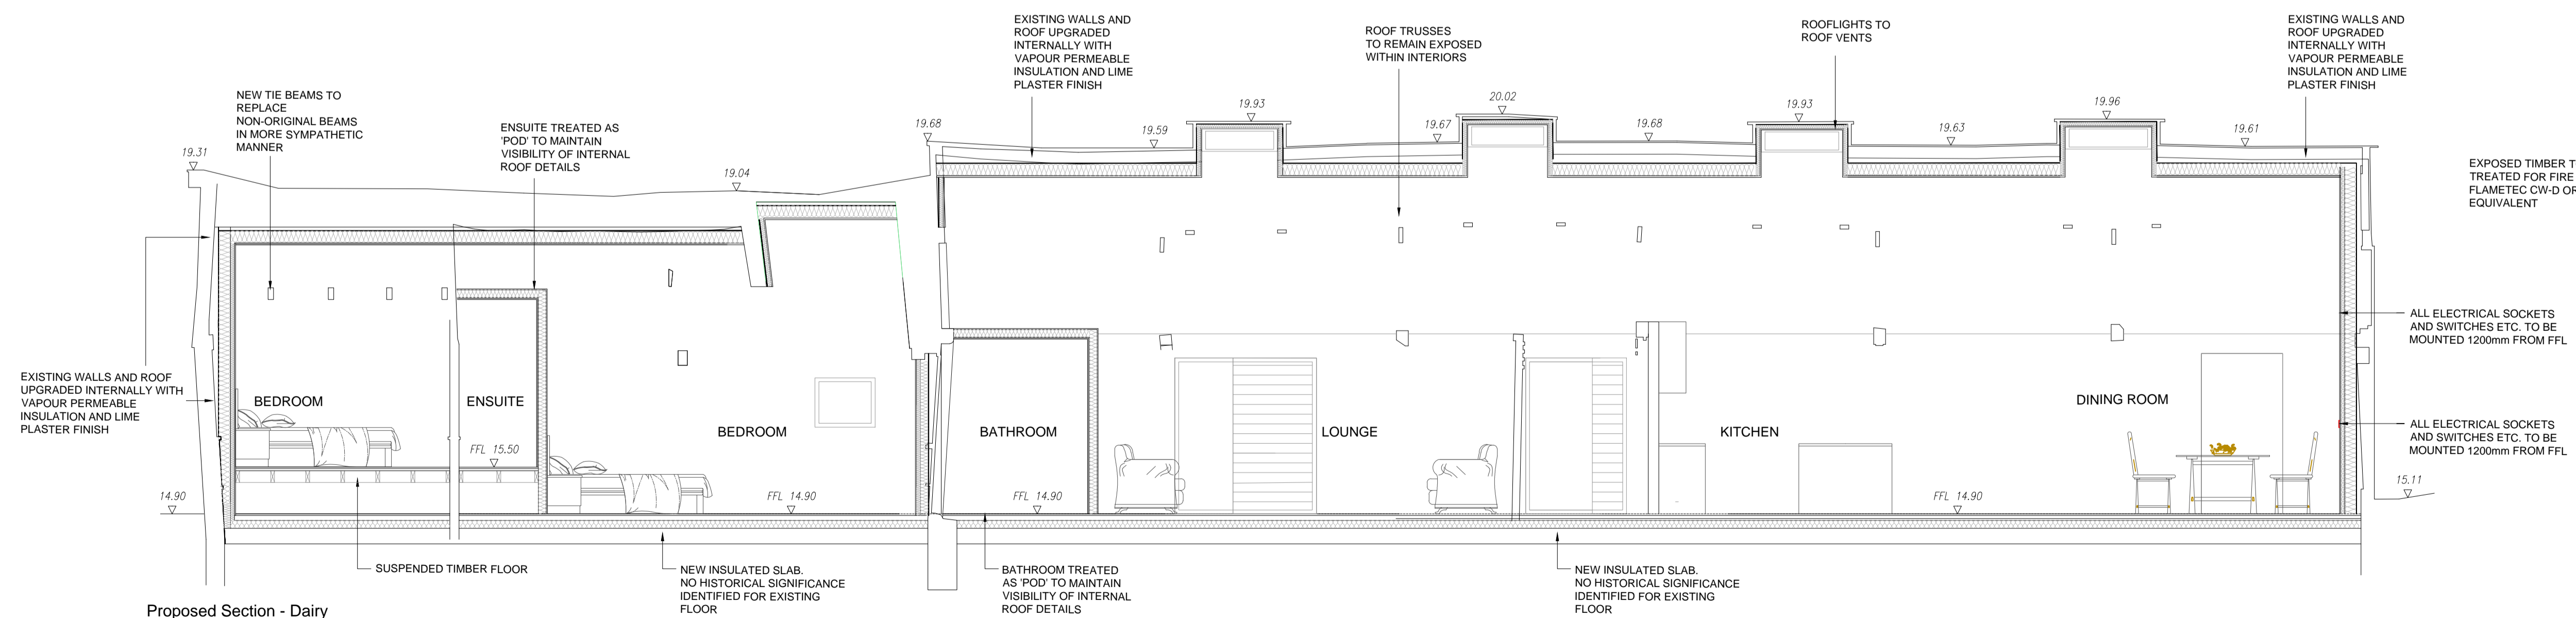 EXISTING WALLS AND
ROOF UPGRADED
INTERNALLY WITH
VAPOUR PERMEABLE
INSULATION AND LIME
PLASTER FINISH
ROOF TRUSSES
TO REMAIN EXPOSED
WITHIN INTERIORS
ROOFLIGHTS TO
ROOF VENTS
EXISTING WALLS AND
ROOF UPGRADED
INTERNALLY WITH
VAPOUR PERMEABLE
INSULATION AND LIME
PLASTER FINISH
NEW TIE BEAMS TO
REPLACE
NON-ORIGINAL BEAMS
IN MORE SYMPATHETIC
MANNER
ENSUITE TREATED AS
'POD' TO MAINTAIN
VISIBILITY OF INTERNAL
ROOF DETAILS
19.31
19.04
19.68
19.59
19.93
19.67
20.02
19.68
19.93
19.63
19.96
19.61
EXPOSED TIMBER T
TREATED FOR FIRE
FLAMETEC CW-D OR
EQUIVALENT
ALL ELECTRICAL SOCKETS
AND SWITCHES ETC. TO BE
MOUNTED 1200mm FROM FFL
EXISTING WALLS AND ROOF
UPGRADED INTERNALLY WITH
VAPOUR PERMEABLE
INSULATION AND LIME
PLASTER FINISH
BEDROOM
ENSUITE
BEDROOM
BATHROOM
LOUNGE
KITCHEN
DINING ROOM
ALL ELECTRICAL SOCKETS
AND SWITCHES ETC. TO BE
MOUNTED 1200mm FROM FFL
14.90
FFL 15.50
FFL 14.90
FFL 14.90
FFL 14.90
15.11
SUSPENDED TIMBER FLOOR
NEW INSULATED SLAB.
NO HISTORICAL SIGNIFICANCE
IDENTIFIED FOR EXISTING
FLOOR
BATHROOM TREATED
AS 'POD' TO MAINTAIN
VISIBILITY OF INTERNAL
ROOF DETAILS
NEW INSULATED SLAB.
NO HISTORICAL SIGNIFICANCE
IDENTIFIED FOR EXISTING
FLOOR
Proposed Section - Dairy